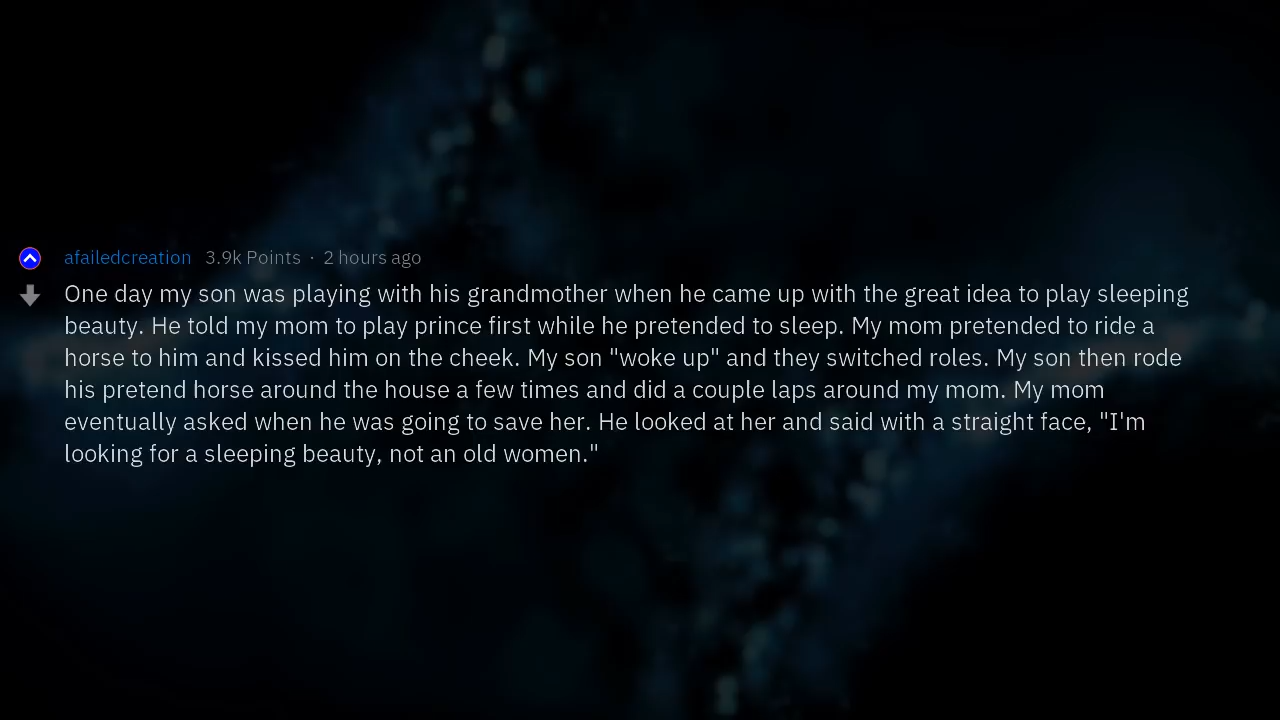 afailedcreation 3.9k Points · 2 hours ago
One day my son was playing with his grandmother when he came up with the great idea to play sleeping
beauty. He told my mom to play prince first while he pretended to sleep. My mom pretended to ride a
horse to him and kissed him on the cheek. My son "woke up" and they switched roles. My son then rode
his pretend horse around the house a few times and did a couple laps around my mom. My mom
eventually asked when he was going to save her. He looked at her and said with a straight face, "I'm
looking for a sleeping beauty, not an old women."